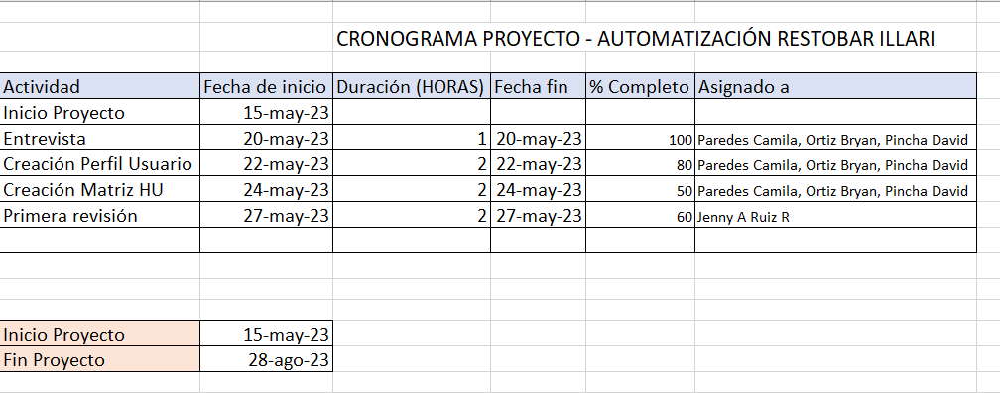 CRONOGRAMA PROYECTO - AUTOMATIZACIÓN RESTOBAR ILLARI
Actividad Fecha de inicio Duración (HORAS) Fecha fin % Completo Asignado a
Inicio Proyecto 15-may-23
Entrevista 20-may-23 1 20-may-23 100 Paredes Camila, Ortiz Bryan, Pincha David
Creación Perfil Usuario 22-may-23 2 22-may-23 80 Paredes Camila, Ortiz Bryan, Pincha David
Creación Matriz HU 24-may-23 2 24-may-23 50 Paredes Camila, Ortiz Bryan, Pincha David
Primera revisión 27-may-23 2 27-may-23 60 Jenny A Ruiz R
Inicio Proyecto 15-may-23
Fin Proyecto 28-ago-23